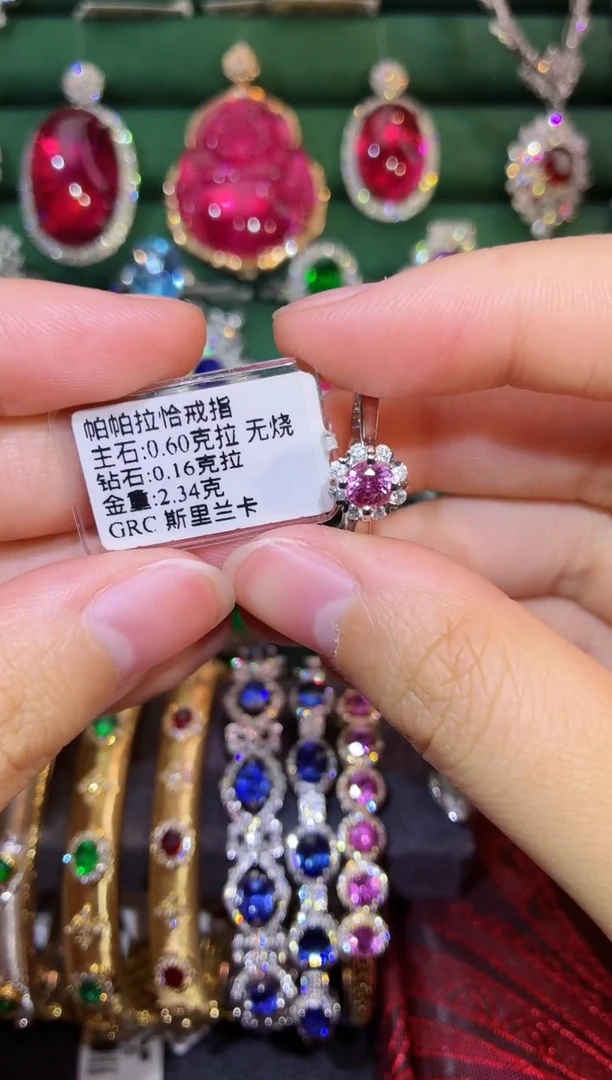 帕帕拉恰戒指
主石:0.60克拉 无烧
钻石:0.16克拉
金重:2.34克
GRC 斯里兰卡